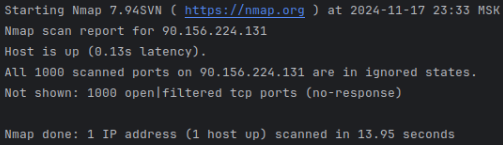 Starting Nmap 7.94SVN ( https://nmap.org ) at 2024-11-17 23:33 MSK
Nmap scan report for 90.156.224.131
Host is up (0.13s latency).
All 1000 scanned ports on 90.156.224.131 are in ignored states.
Not shown: 1000 open|filtered tcp ports (no-response)
Nmap done: 1 IP address (1 host up) scanned in 13.95 seconds